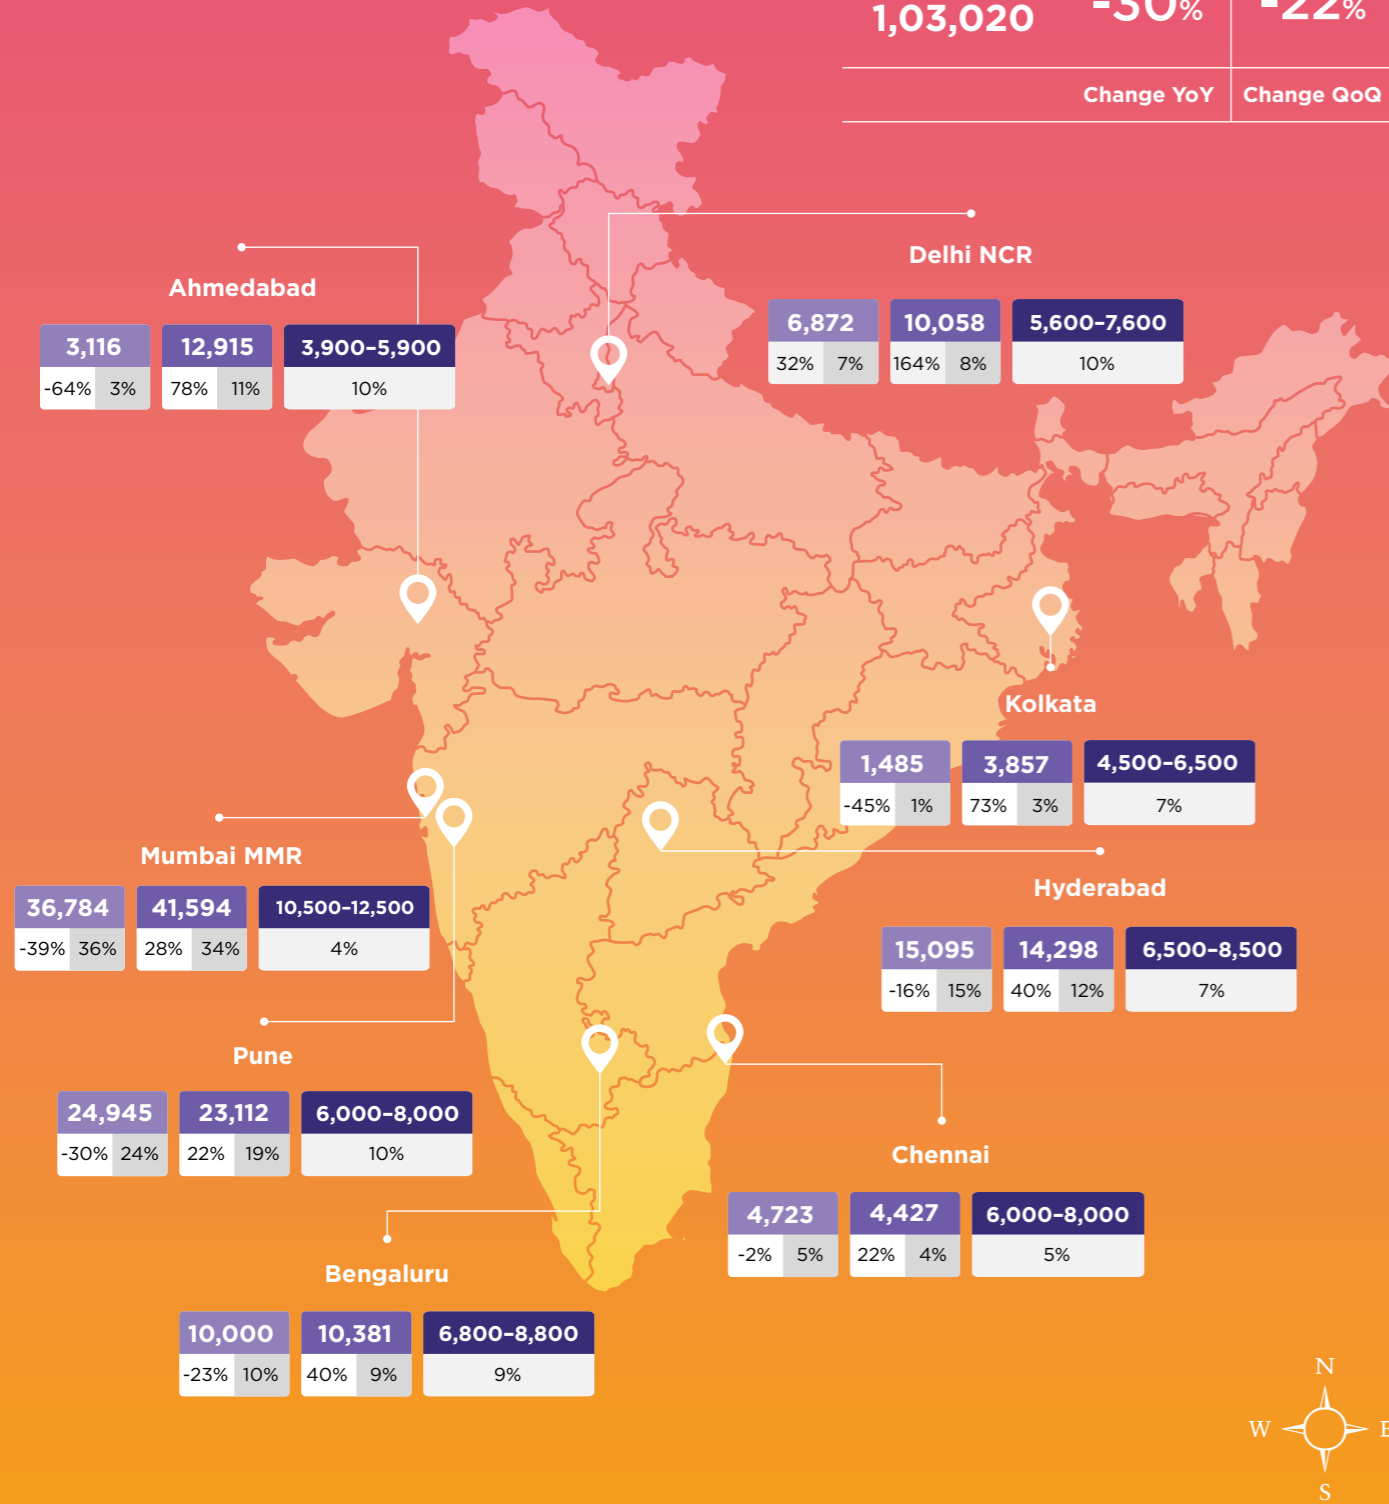 1,03,020 -30% -22%
Change YoY Change QoQ
Delhi NCR
6,872 10,058 5,600–7,600
32% 7% 164% 8% 10%
Ahmedabad
3,116 12,915 3,900–5,900
-64% 3% 78% 11% 10%
Kolkata
1,485 3,857 4,500–6,500
-45% 1% 73% 3% 7%
Mumbai MMR
36,784 41,594 10,500–12,500
-39% 36% 28% 34% 4%
Hyderabad
15,095 14,298 6,500–8,500
-16% 15% 40% 12% 7%
Pune
24,945 23,112 6,000–8,000
-30% 24% 22% 19% 10%
Chennai
4,723 4,427 6,000–8,000
-2% 5% 22% 4% 5%
Bengaluru
10,000 10,381 6,800–8,800
-23% 10% 40% 9% 9%
N
W E
S